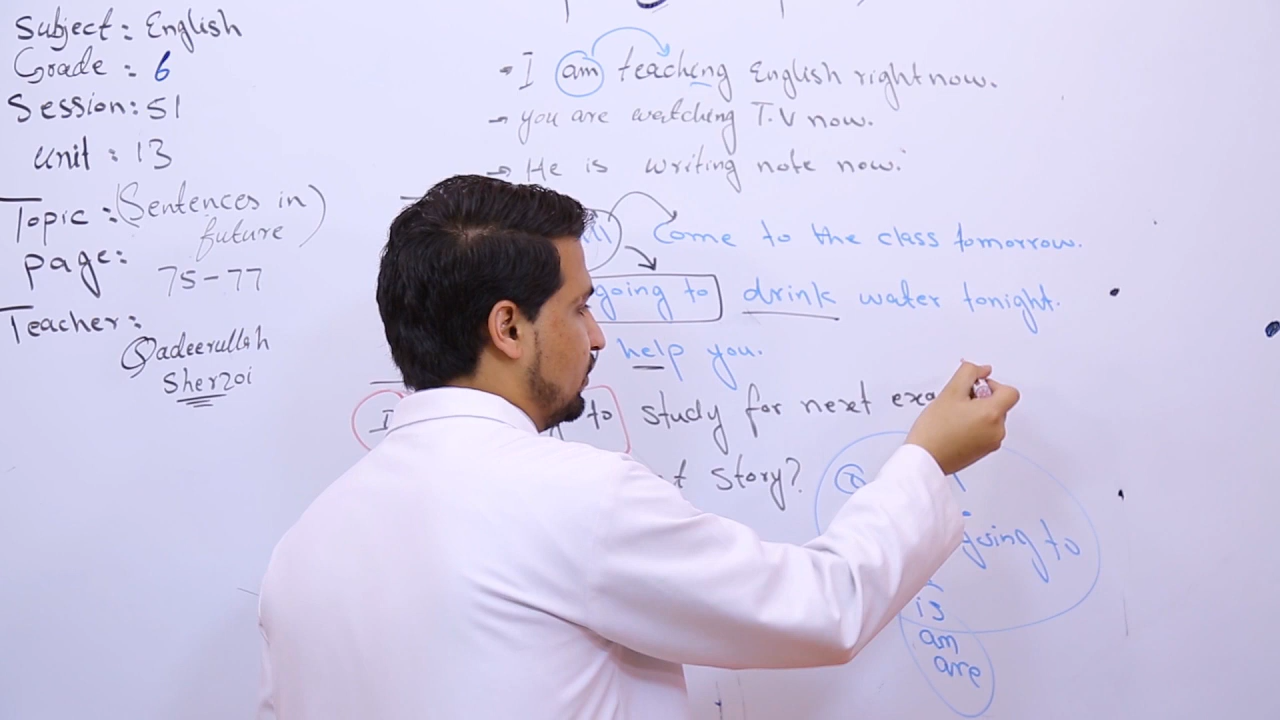 Subject: English
Grade: 6
Session: 51
Unit: 13
Topic: (Sentences in
future)
page:
75-77
Teacher:
Qadeerullah
Sherzoi
→ I am teaching English right now.
→ you are watching T.V now.
→ He is writing note now.
Come to the class tomorrow.
going to drink water tonight.
help you.
I to study for next exa
story?
going to
is
am
are